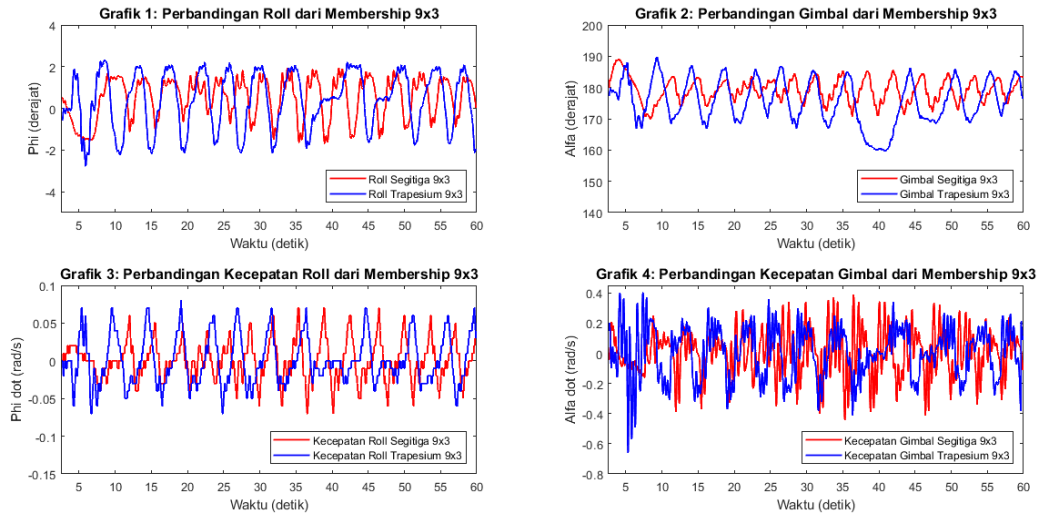 Grafik 1: Perbandingan Roll dari Membership 9x3
4
2
0
-2
-4
Phi (derajat)
Roll Segitiga 9x3
Roll Trapesium 9x3
5 10 15 20 25 30 35 40 45 50 55 60
Waktu (detik)
Grafik 2: Perbandingan Gimbal dari Membership 9x3
200
190
180
170
160
150
140
Alfa (derajat)
Gimbal Segitiga 9x3
Gimbal Trapesium 9x3
5 10 15 20 25 30 35 40 45 50 55 60
Waktu (detik)
Grafik 3: Perbandingan Kecepatan Roll dari Membership 9x3
0.1
0.05
0
-0.05
-0.1
-0.15
Phi dot (rad/s)
Kecepatan Roll Segitiga 9x3
Kecepatan Roll Trapesium 9x3
5 10 15 20 25 30 35 40 45 50 55 60
Waktu (detik)
Grafik 4: Perbandingan Kecepatan Gimbal dari Membership 9x3
0.4
0.2
0
-0.2
-0.4
-0.6
-0.8
Alfa dot (rad/s)
Kecepatan Gimbal Segitiga 9x3
Kecepatan Gimbal Trapesium 9x3
5 10 15 20 25 30 35 40 45 50 55 60
Waktu (detik)